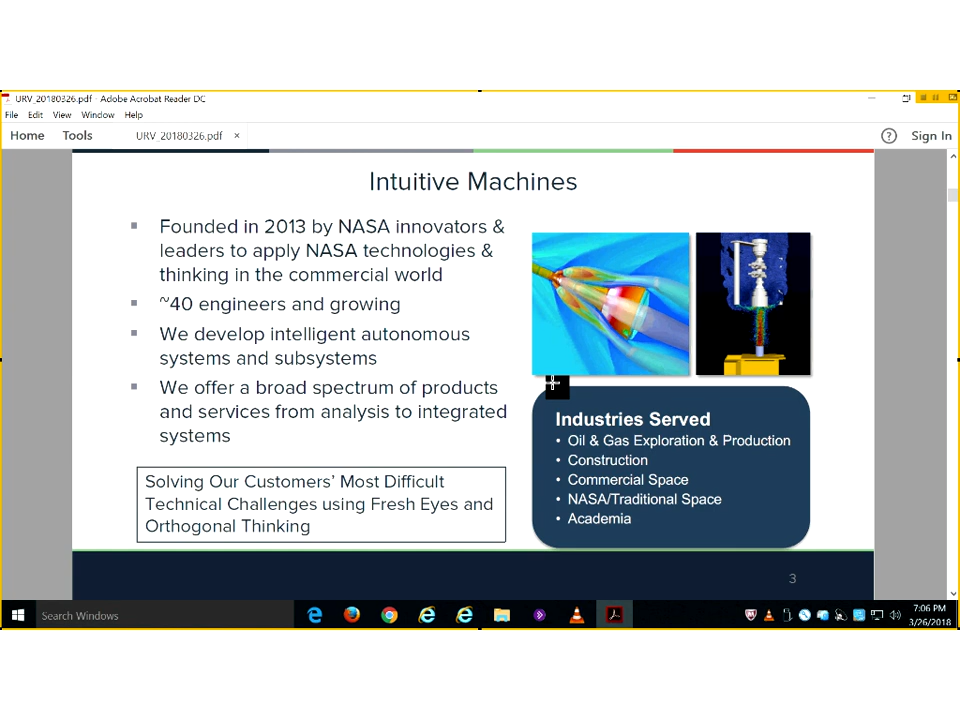 URV_20180326.pdf - Adobe Acrobat Reader DC
File Edit View Window Help
Home Tools URV_20180326.pdf × ? Sign In
Intuitive Machines
▪ Founded in 2013 by NASA innovators &
leaders to apply NASA technologies &
thinking in the commercial world
▪ ~40 engineers and growing
▪ We develop intelligent autonomous
systems and subsystems
▪ We offer a broad spectrum of products
and services from analysis to integrated
systems
Solving Our Customers' Most Difficult
Technical Challenges using Fresh Eyes and
Orthogonal Thinking
Industries Served
• Oil & Gas Exploration & Production
• Construction
• Commercial Space
• NASA/Traditional Space
• Academia
3
Search Windows
7:06 PM
3/26/2018